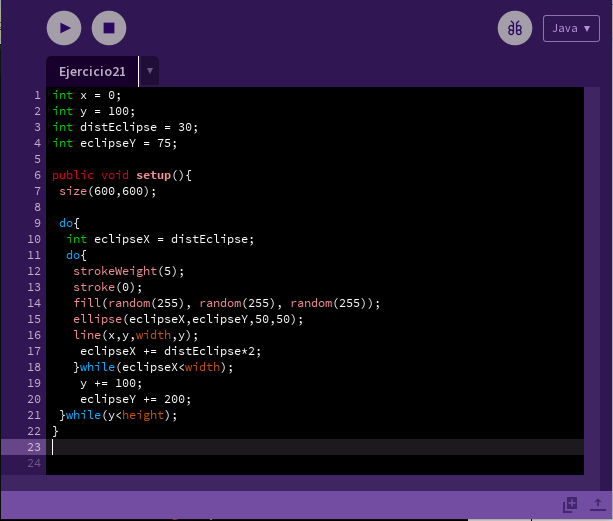 Java ▾
Ejercicio21 ▾
1 int x = 0;
2 int y = 100;
3 int distEclipse = 30;
4 int eclipseY = 75;
5
6 public void setup(){
7  size(600,600);
8
9  do{
10   int eclipseX = distEclipse;
11   do{
12    strokeWeight(5);
13    stroke(0);
14    fill(random(255), random(255), random(255));
15    ellipse(eclipseX,eclipseY,50,50);
16    line(x,y,width,y);
17     eclipseX += distEclipse*2;
18    }while(eclipseX<width);
19     y += 100;
20     eclipseY += 200;
21  }while(y<height);
22 }
23
24